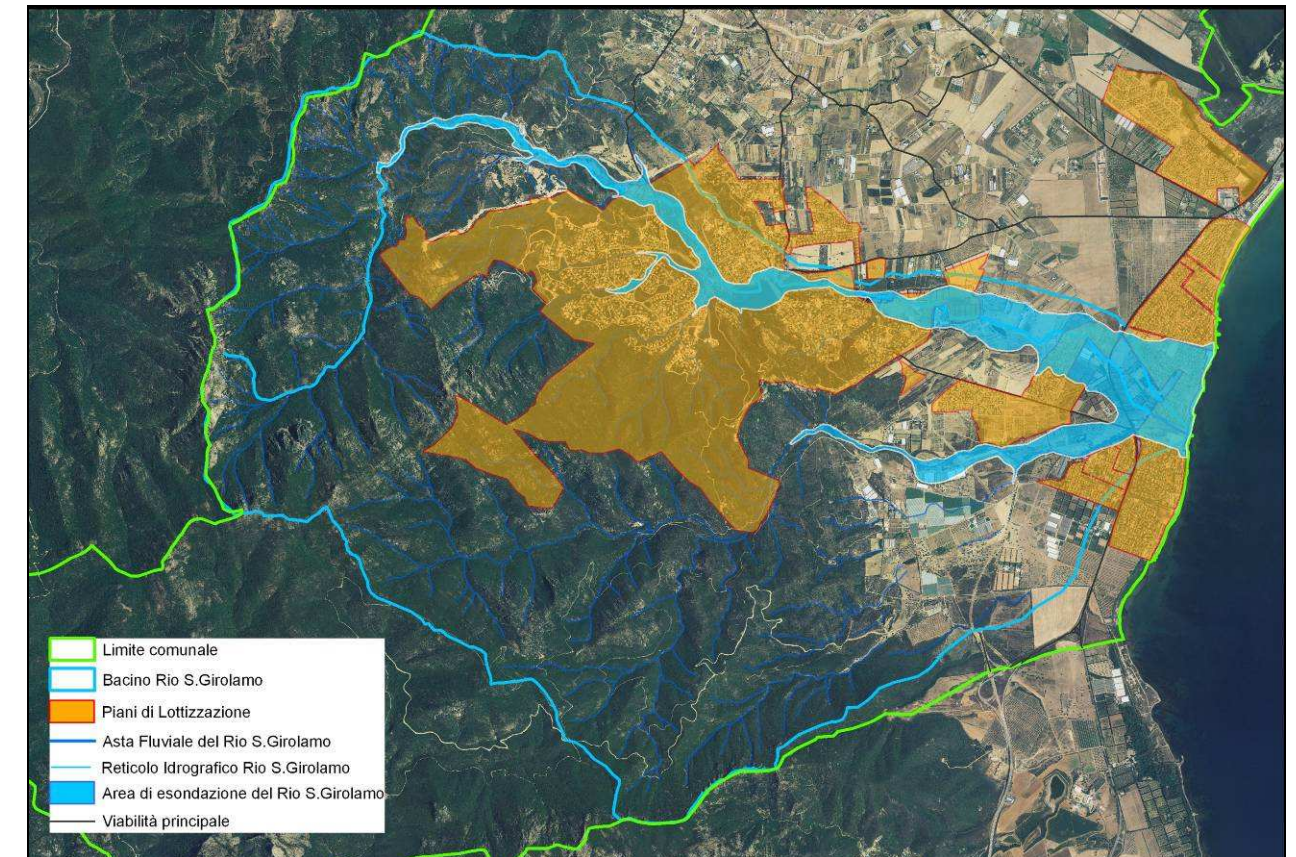 Limite comunale
Bacino Rio S.Girolamo
Piani di Lottizzazione
Asta Fluviale del Rio S.Girolamo
Reticolo Idrografico Rio S.Girolamo
Area di esondazione del Rio S.Girolamo
Viabilità principale